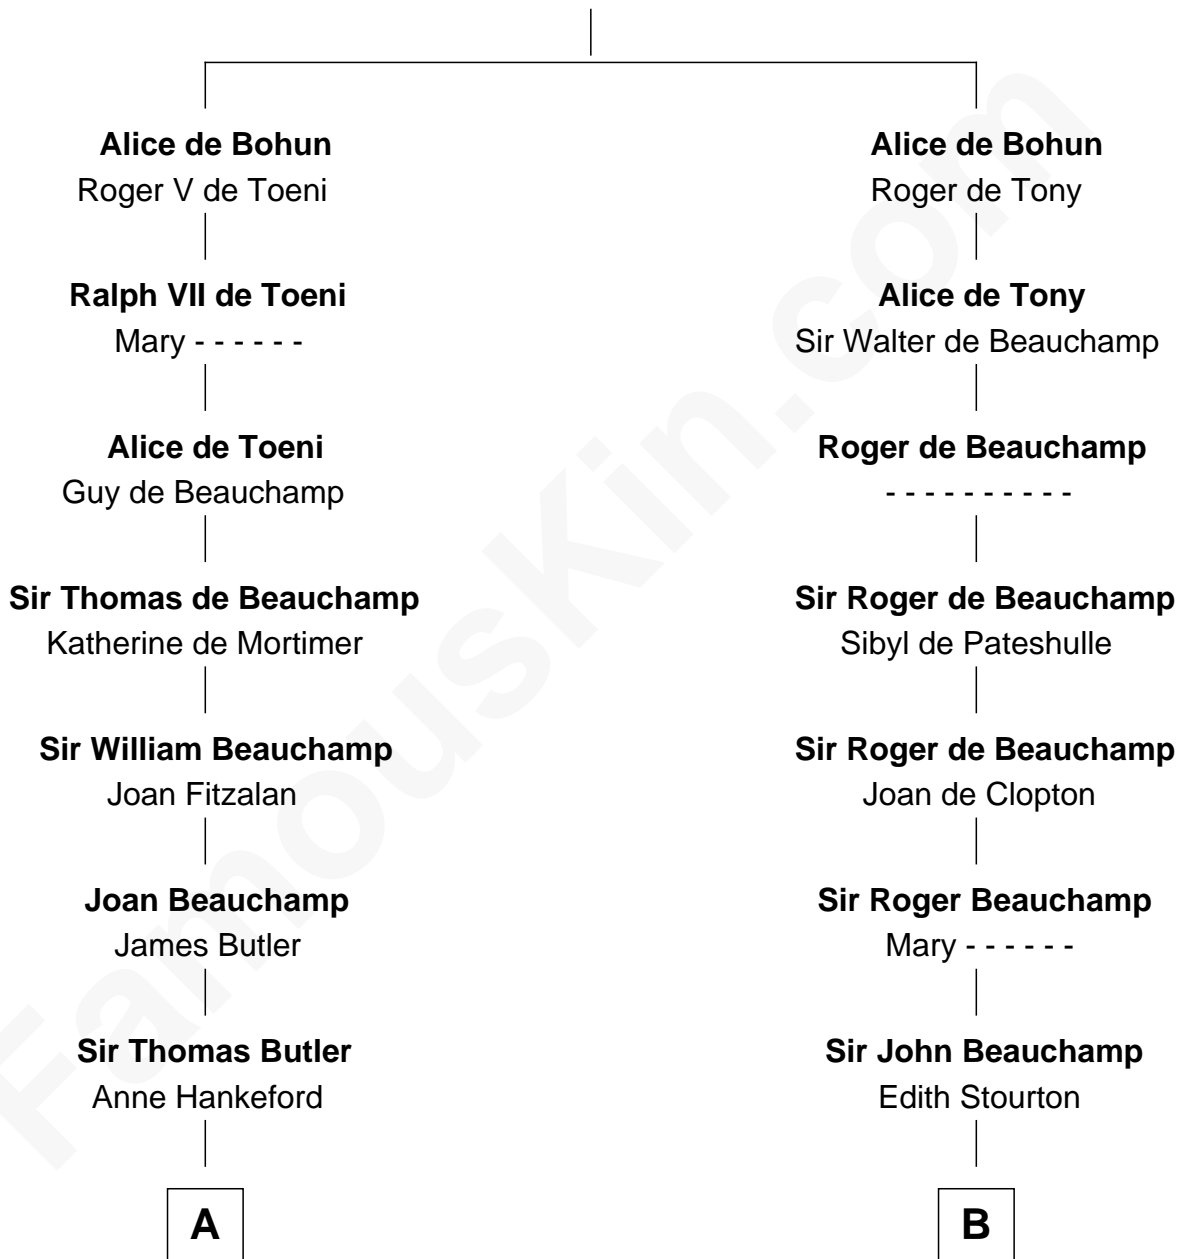 Alice de Bohun
Roger V de Toeni
Ralph VII de Toeni
Mary - - - - - -
Alice de Toeni
Guy de Beauchamp
Sir Thomas de Beauchamp
Katherine de Mortimer
Sir William Beauchamp
Joan Fitzalan
Joan Beauchamp
James Butler
Sir Thomas Butler
Anne Hankeford
A
Alice de Bohun
Roger de Tony
Alice de Tony
Sir Walter de Beauchamp
Roger de Beauchamp
- - - - - - - - - -
Sir Roger de Beauchamp
Sibyl de Pateshulle
Sir Roger de Beauchamp
Joan de Clopton
Sir Roger Beauchamp
Mary - - - - - -
Sir John Beauchamp
Edith Stourton
B
FamousKin.com